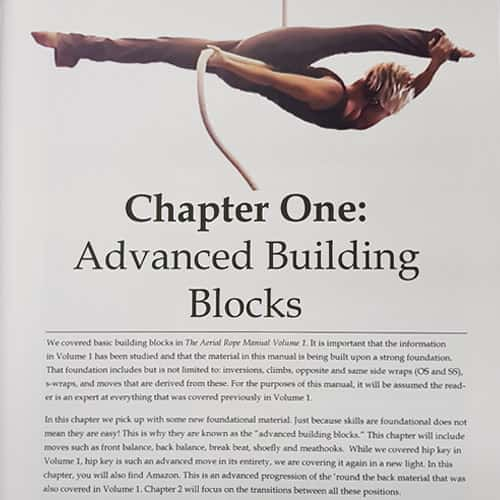 Chapter One:
Advanced Building
Blocks
We covered basic building blocks in The Aerial Rope Manual Volume 1. It is important that the information
in Volume 1 has been studied and that the material in this manual is being built upon a strong foundation.
That foundation includes but is not limited to: inversions, climbs, opposite and same side wraps (OS and SS),
s-wraps, and moves that are derived from these. For the purposes of this manual, it will be assumed the read-
er is an expert at everything that was covered previously in Volume 1.
In this chapter we pick up with some new foundational material. Just because skills are foundational does not
mean they are easy! This is why they are known as the "advanced building blocks." This chapter will include
moves such as front balance, back balance, break beat, shoefly and meathooks. While we covered hip key in
Volume 1, hip key is such an advanced move in its entirety, we are covering it again in a new light. In this
chapter, you will also find Amazon. This is an advanced progression of the 'round the back material that was
also covered in Volume 1. Chapter 2 will focus on the transitions between all these positions.